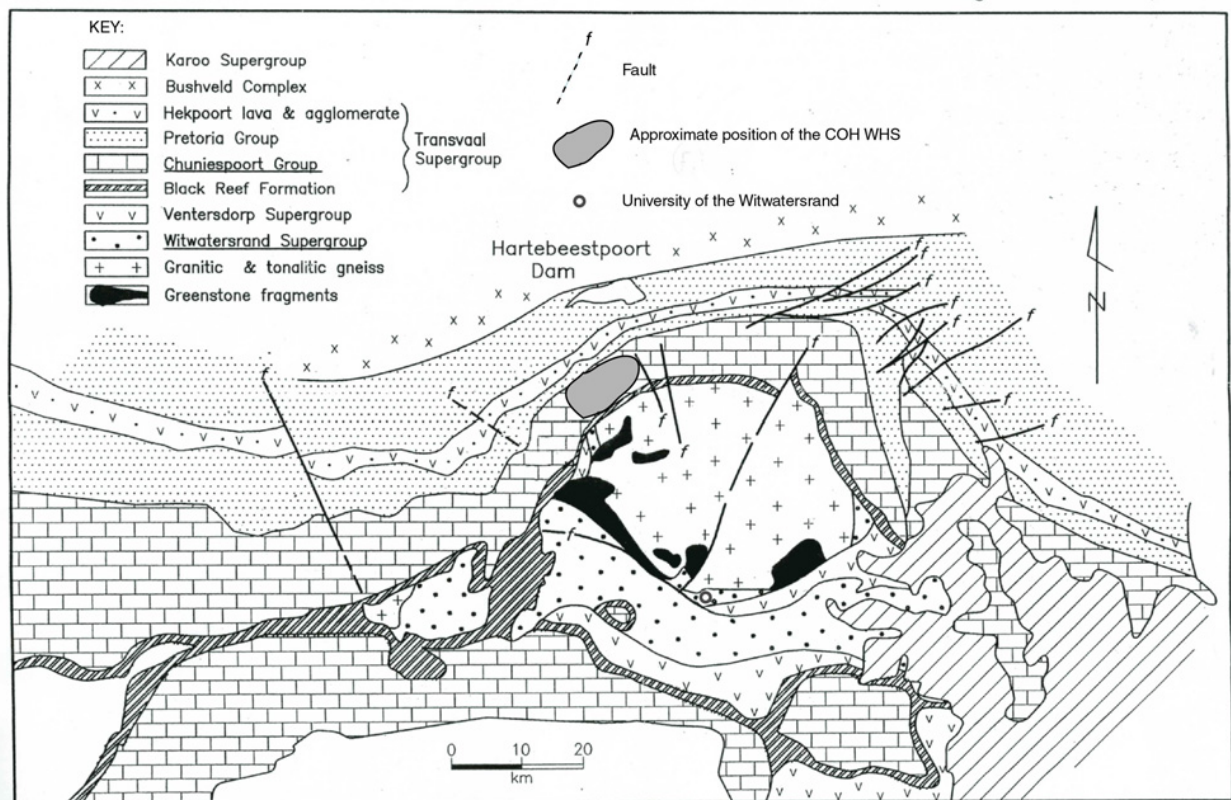 KEY:
Karoo Supergroup
Bushveld Complex
Hekpoort lava & agglomerate
Pretoria Group
Chuniespoort Group
Black Reef Formation
Transvaal
Supergroup
Ventersdorp Supergroup
Witwatersrand Supergroup
Granitic & tonalitic gneiss
Greenstone fragments
f
Fault
Approximate position of the COH WHS
University of the Witwatersrand
Hartebeestpoort
Dam
N
f
f
f
f
f
f
f
f
f
f
f
f
f
f
0 10 20
km